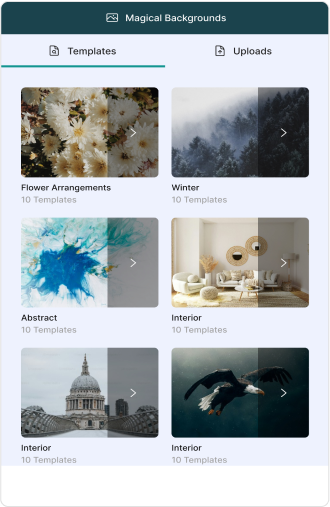 Magical Backgrounds
Templates
Uploads
Flower Arrangements
Winter
10 Templates
10 Templates
Abstract
Interior
10 Templates
10 Templates
Interior
Interior
10 Templates
10 Templates